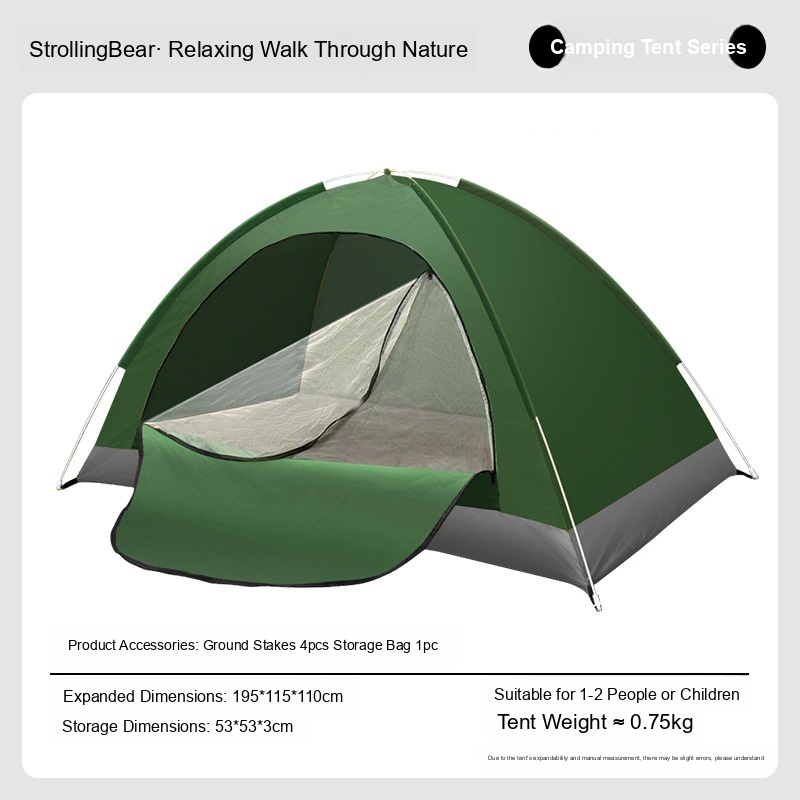 StrollingBear· Relaxing Walk Through Nature
Camping Tent Series
Product Accessories: Ground Stakes 4pcs Storage Bag 1pc
Expanded Dimensions: 195*115*110cm
Storage Dimensions: 53*53*3cm
Suitable for 1-2 People or Children
Tent Weight ≈ 0.75kg
Due to the tent's expandability and manual measurement, there may be slight errors, please understand